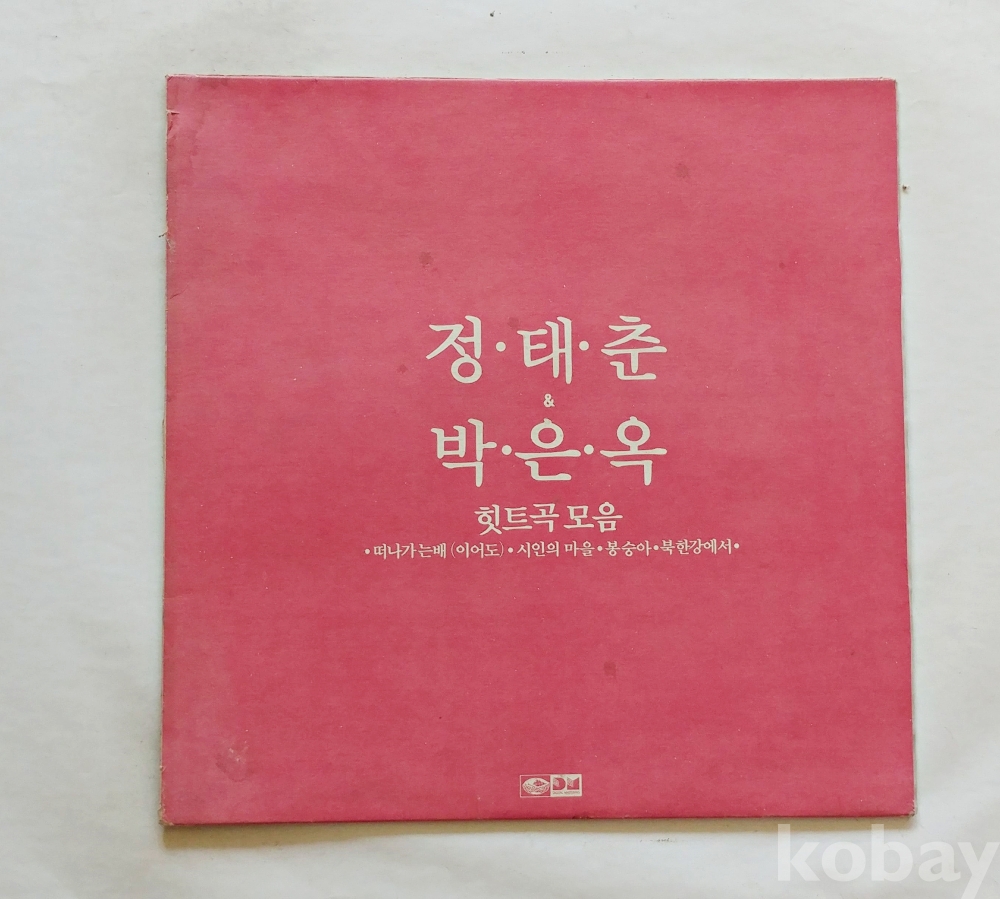 정·태·춘
&
박·은·옥
힛트곡 모음
•떠나가는배 (이어도)•시인의 마을•봉숭아•북한강에서•
DM
kobay